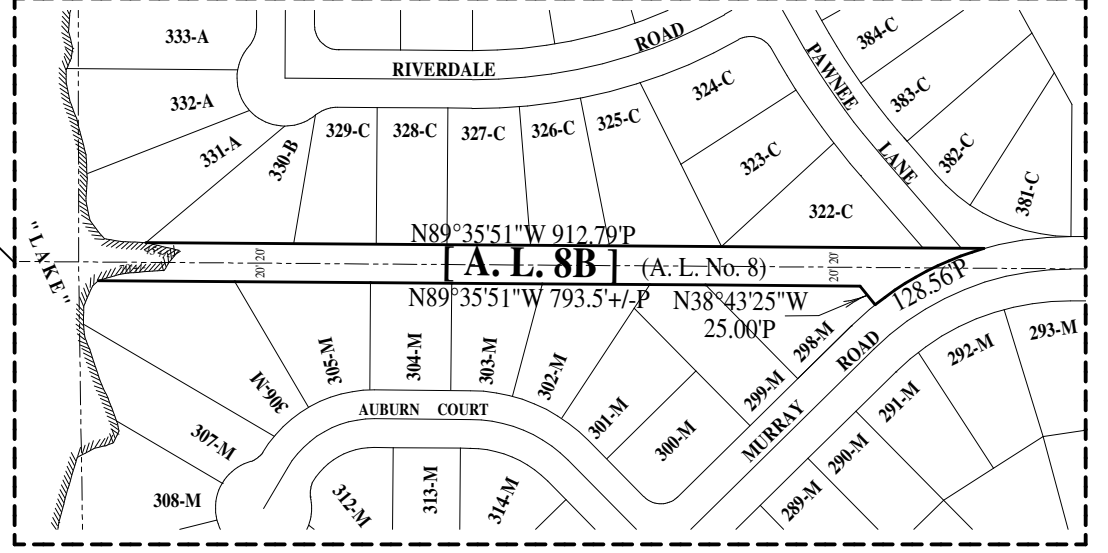 333-A
332-A
331-A
330-B
329-C
328-C
327-C
326-C
325-C
324-C
323-C
322-C
RIVERDALE
ROAD
PAWNEE
LANE
384-C
383-C
382-C
381-C
"LAKE"
N89°35'51"W 912.79'P
20' 20'
[ A. L. 8B ]
(A. L. No. 8)
20' 20'
N89°35'51"W 793.5'+/-P
N38°43'25"W
25.00'P
128.56'P
306-M
305-M
304-M
303-M
302-M
301-M
300-M
299-M
298-M
AUBURN COURT
MURRAY
ROAD
307-M
308-M
312-M
313-M
314-M
289-M
290-M
291-M
292-M
293-M